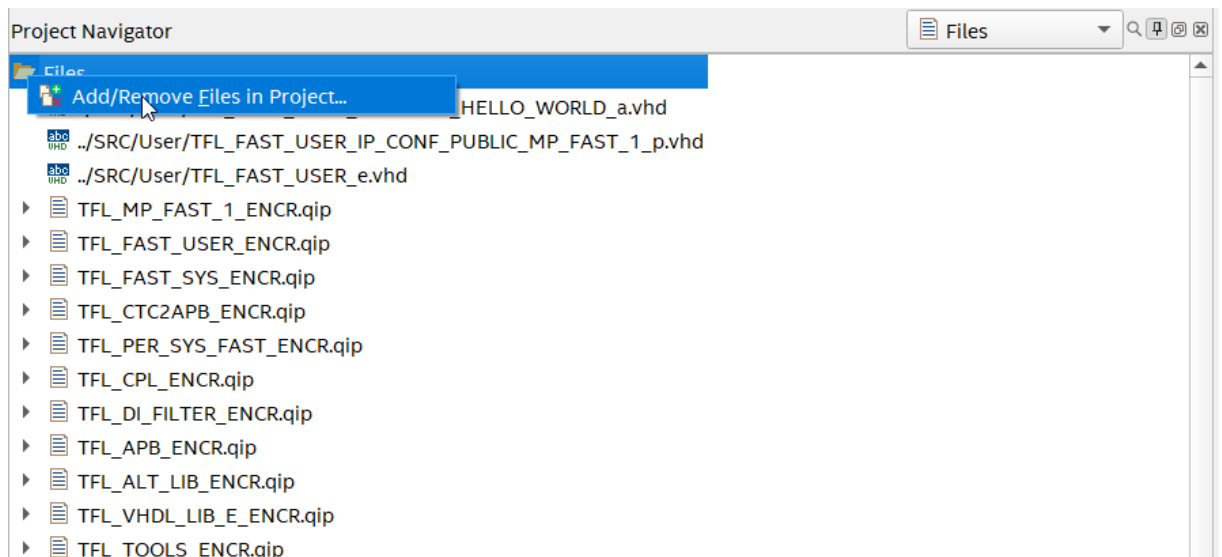 Project Navigator
Files
Files
Add/Remove Files in Project...
HELLO_WORLD_a.vhd
../SRC/User/TFL_FAST_USER_IP_CONF_PUBLIC_MP_FAST_1_p.vhd
../SRC/User/TFL_FAST_USER_e.vhd
TFL_MP_FAST_1_ENCR.qip
TFL_FAST_USER_ENCR.qip
TFL_FAST_SYS_ENCR.qip
TFL_CTC2APB_ENCR.qip
TFL_PER_SYS_FAST_ENCR.qip
TFL_CPL_ENCR.qip
TFL_DI_FILTER_ENCR.qip
TFL_APB_ENCR.qip
TFL_ALT_LIB_ENCR.qip
TFL_VHDL_LIB_E_ENCR.qip
TFL_TOOLS_ENCR.qip